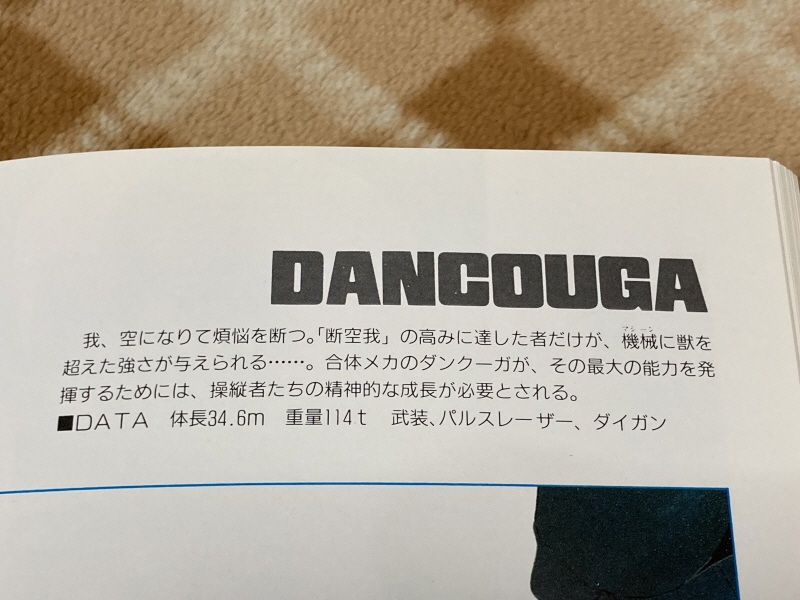 DANCOUGA
我、空になりて煩悩を断つ。「断空我」の高みに達した者だけが、機械に獣を
マシーン
超えた強さが与えられる……。合体メカのダンクーガが、その最大の能力を発
揮するためには、操縦者たちの精神的な成長が必要とされる。
■DATA 体長34.6m 重量114t 武装、パルスレーザー、ダイガン